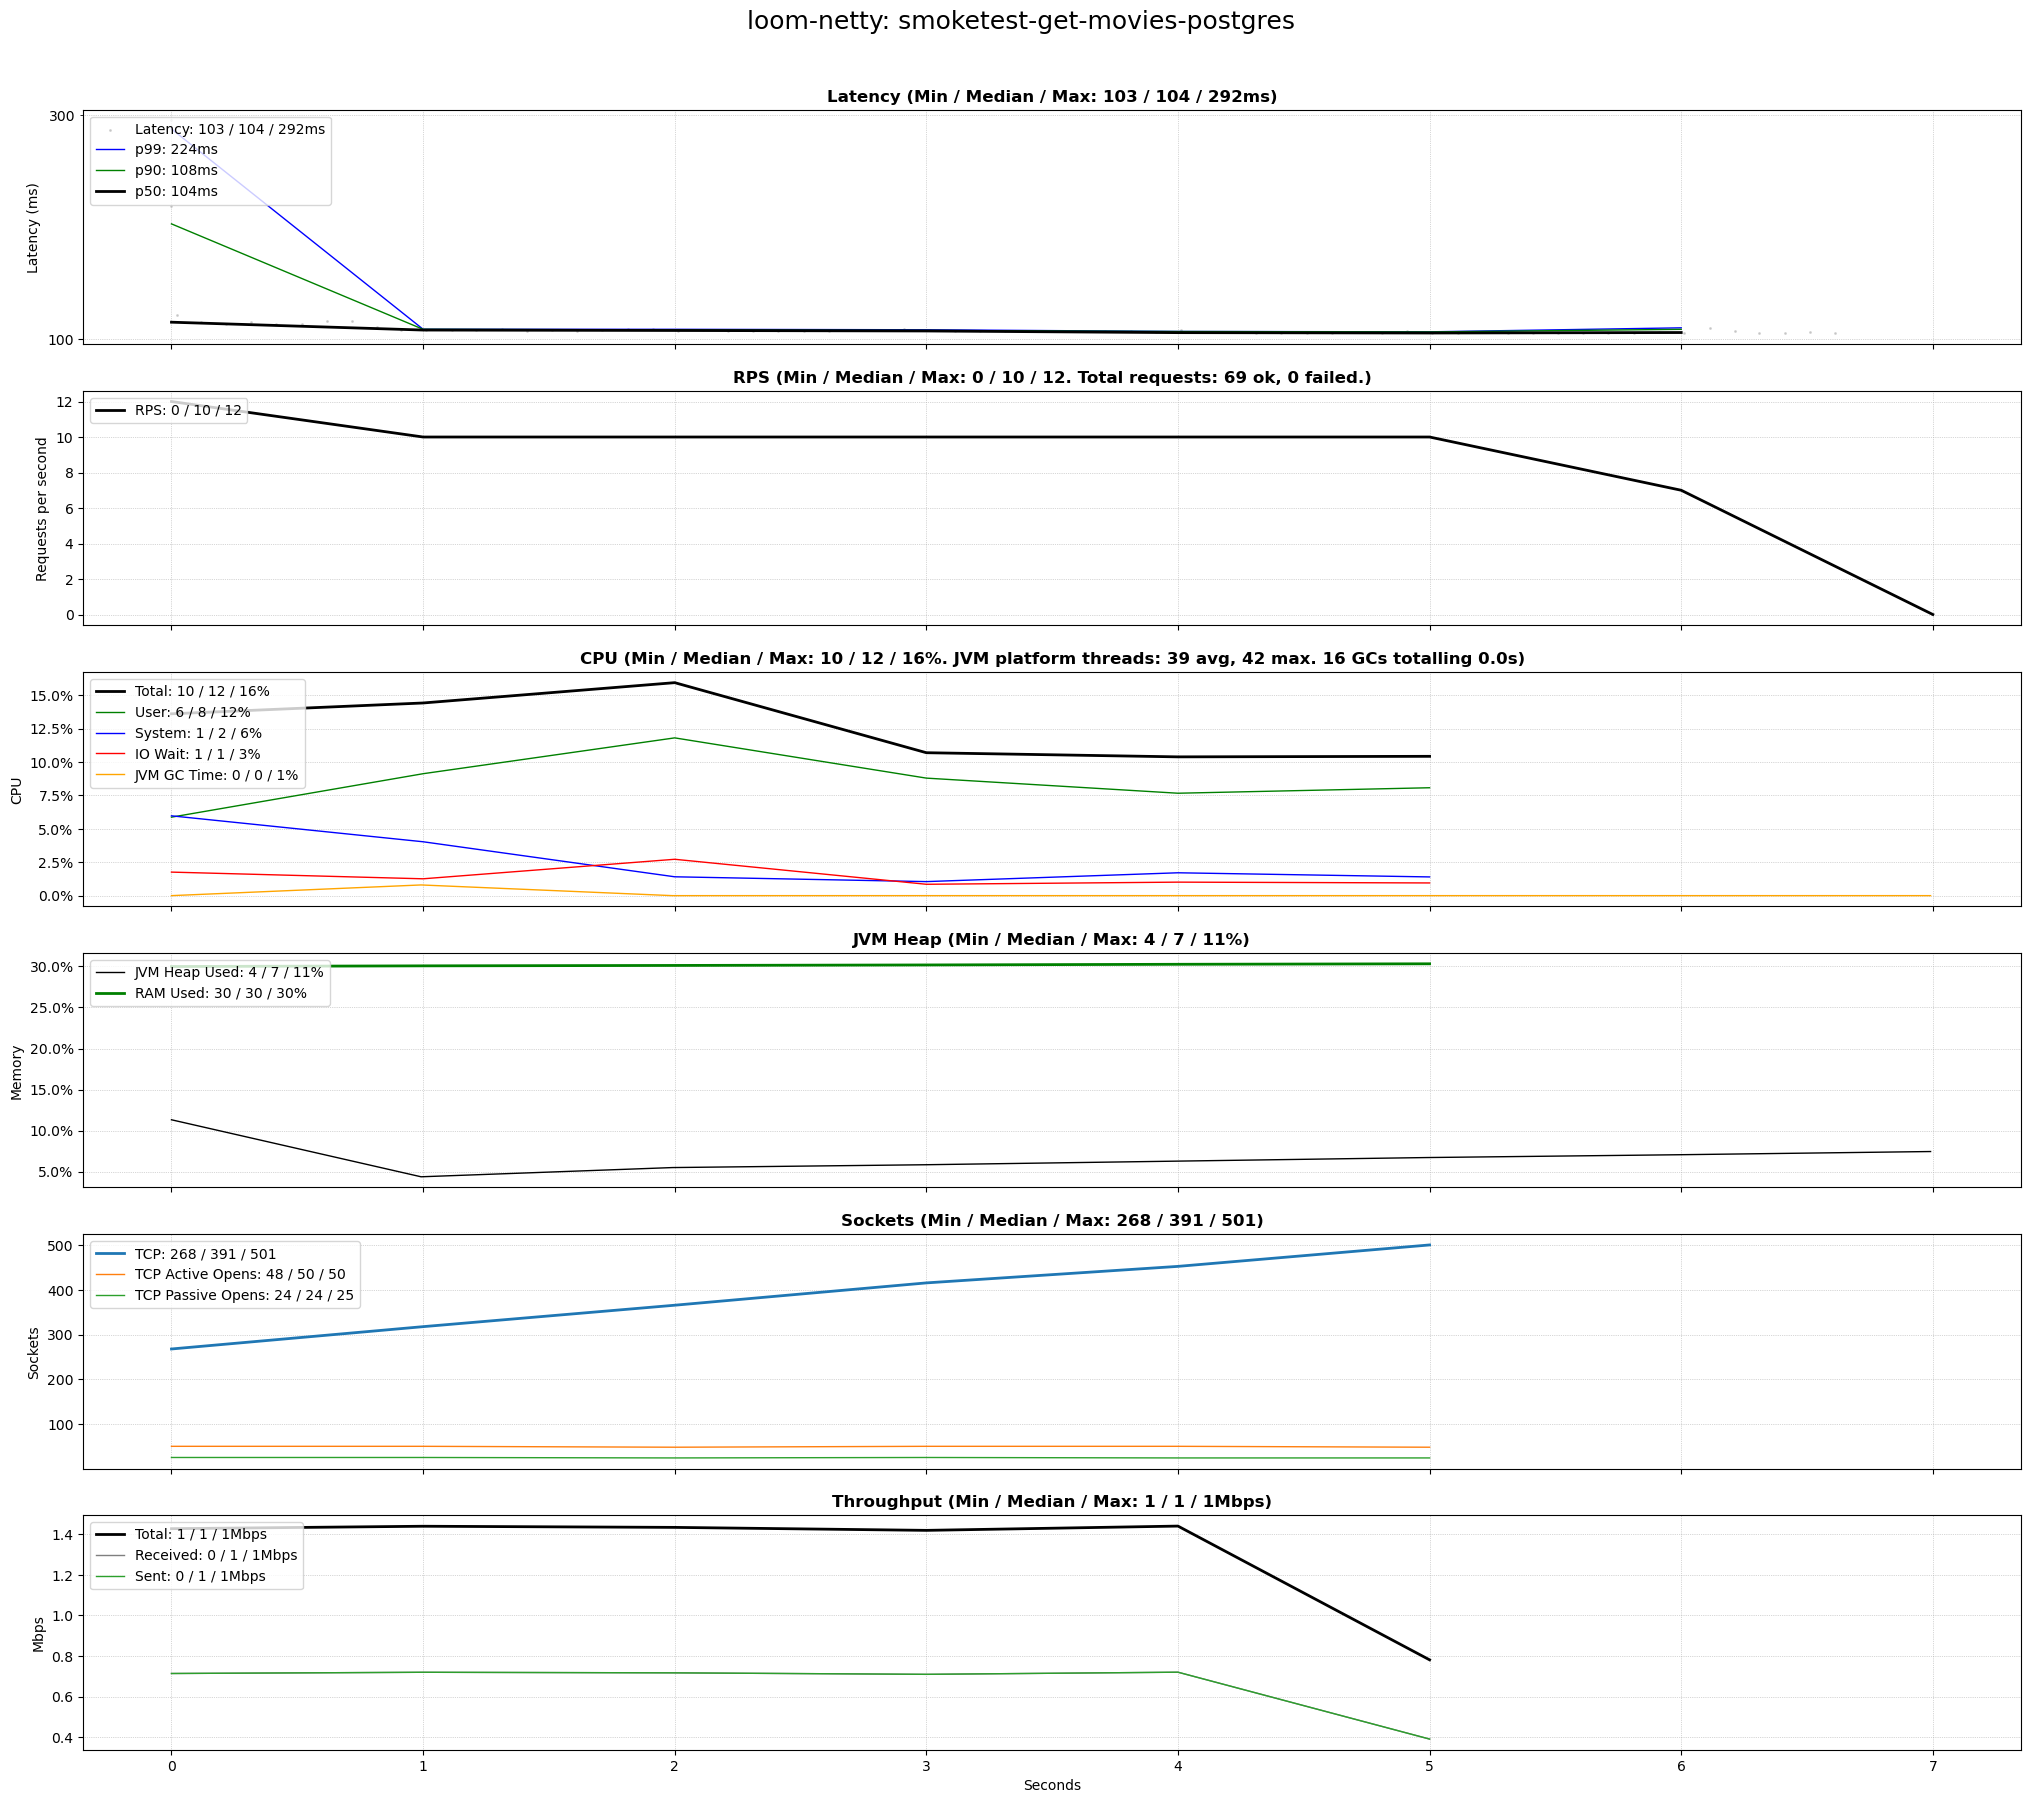 loom-netty: smoketest-get-movies-postgres
Latency (Min / Median / Max: 103 / 104 / 292ms)
300
100
Latency (ms)
Latency: 103 / 104 / 292ms
p99: 224ms
p90: 108ms
p50: 104ms
RPS (Min / Median / Max: 0 / 10 / 12. Total requests: 69 ok, 0 failed.)
12
10
8
6
4
2
0
Requests per second
RPS: 0 / 10 / 12
CPU (Min / Median / Max: 10 / 12 / 16%. JVM platform threads: 39 avg, 42 max. 16 GCs totalling 0.0s)
15.0%
12.5%
10.0%
7.5%
5.0%
2.5%
0.0%
CPU
Total: 10 / 12 / 16%
User: 6 / 8 / 12%
System: 1 / 2 / 6%
IO Wait: 1 / 1 / 3%
JVM GC Time: 0 / 0 / 1%
JVM Heap (Min / Median / Max: 4 / 7 / 11%)
30.0%
25.0%
20.0%
15.0%
10.0%
5.0%
Memory
JVM Heap Used: 4 / 7 / 11%
RAM Used: 30 / 30 / 30%
Sockets (Min / Median / Max: 268 / 391 / 501)
500
400
300
200
100
Sockets
TCP: 268 / 391 / 501
TCP Active Opens: 48 / 50 / 50
TCP Passive Opens: 24 / 24 / 25
Throughput (Min / Median / Max: 1 / 1 / 1Mbps)
1.4
1.2
1.0
0.8
0.6
0.4
Mbps
Total: 1 / 1 / 1Mbps
Received: 0 / 1 / 1Mbps
Sent: 0 / 1 / 1Mbps
0 1 2 3 4 5 6 7
Seconds